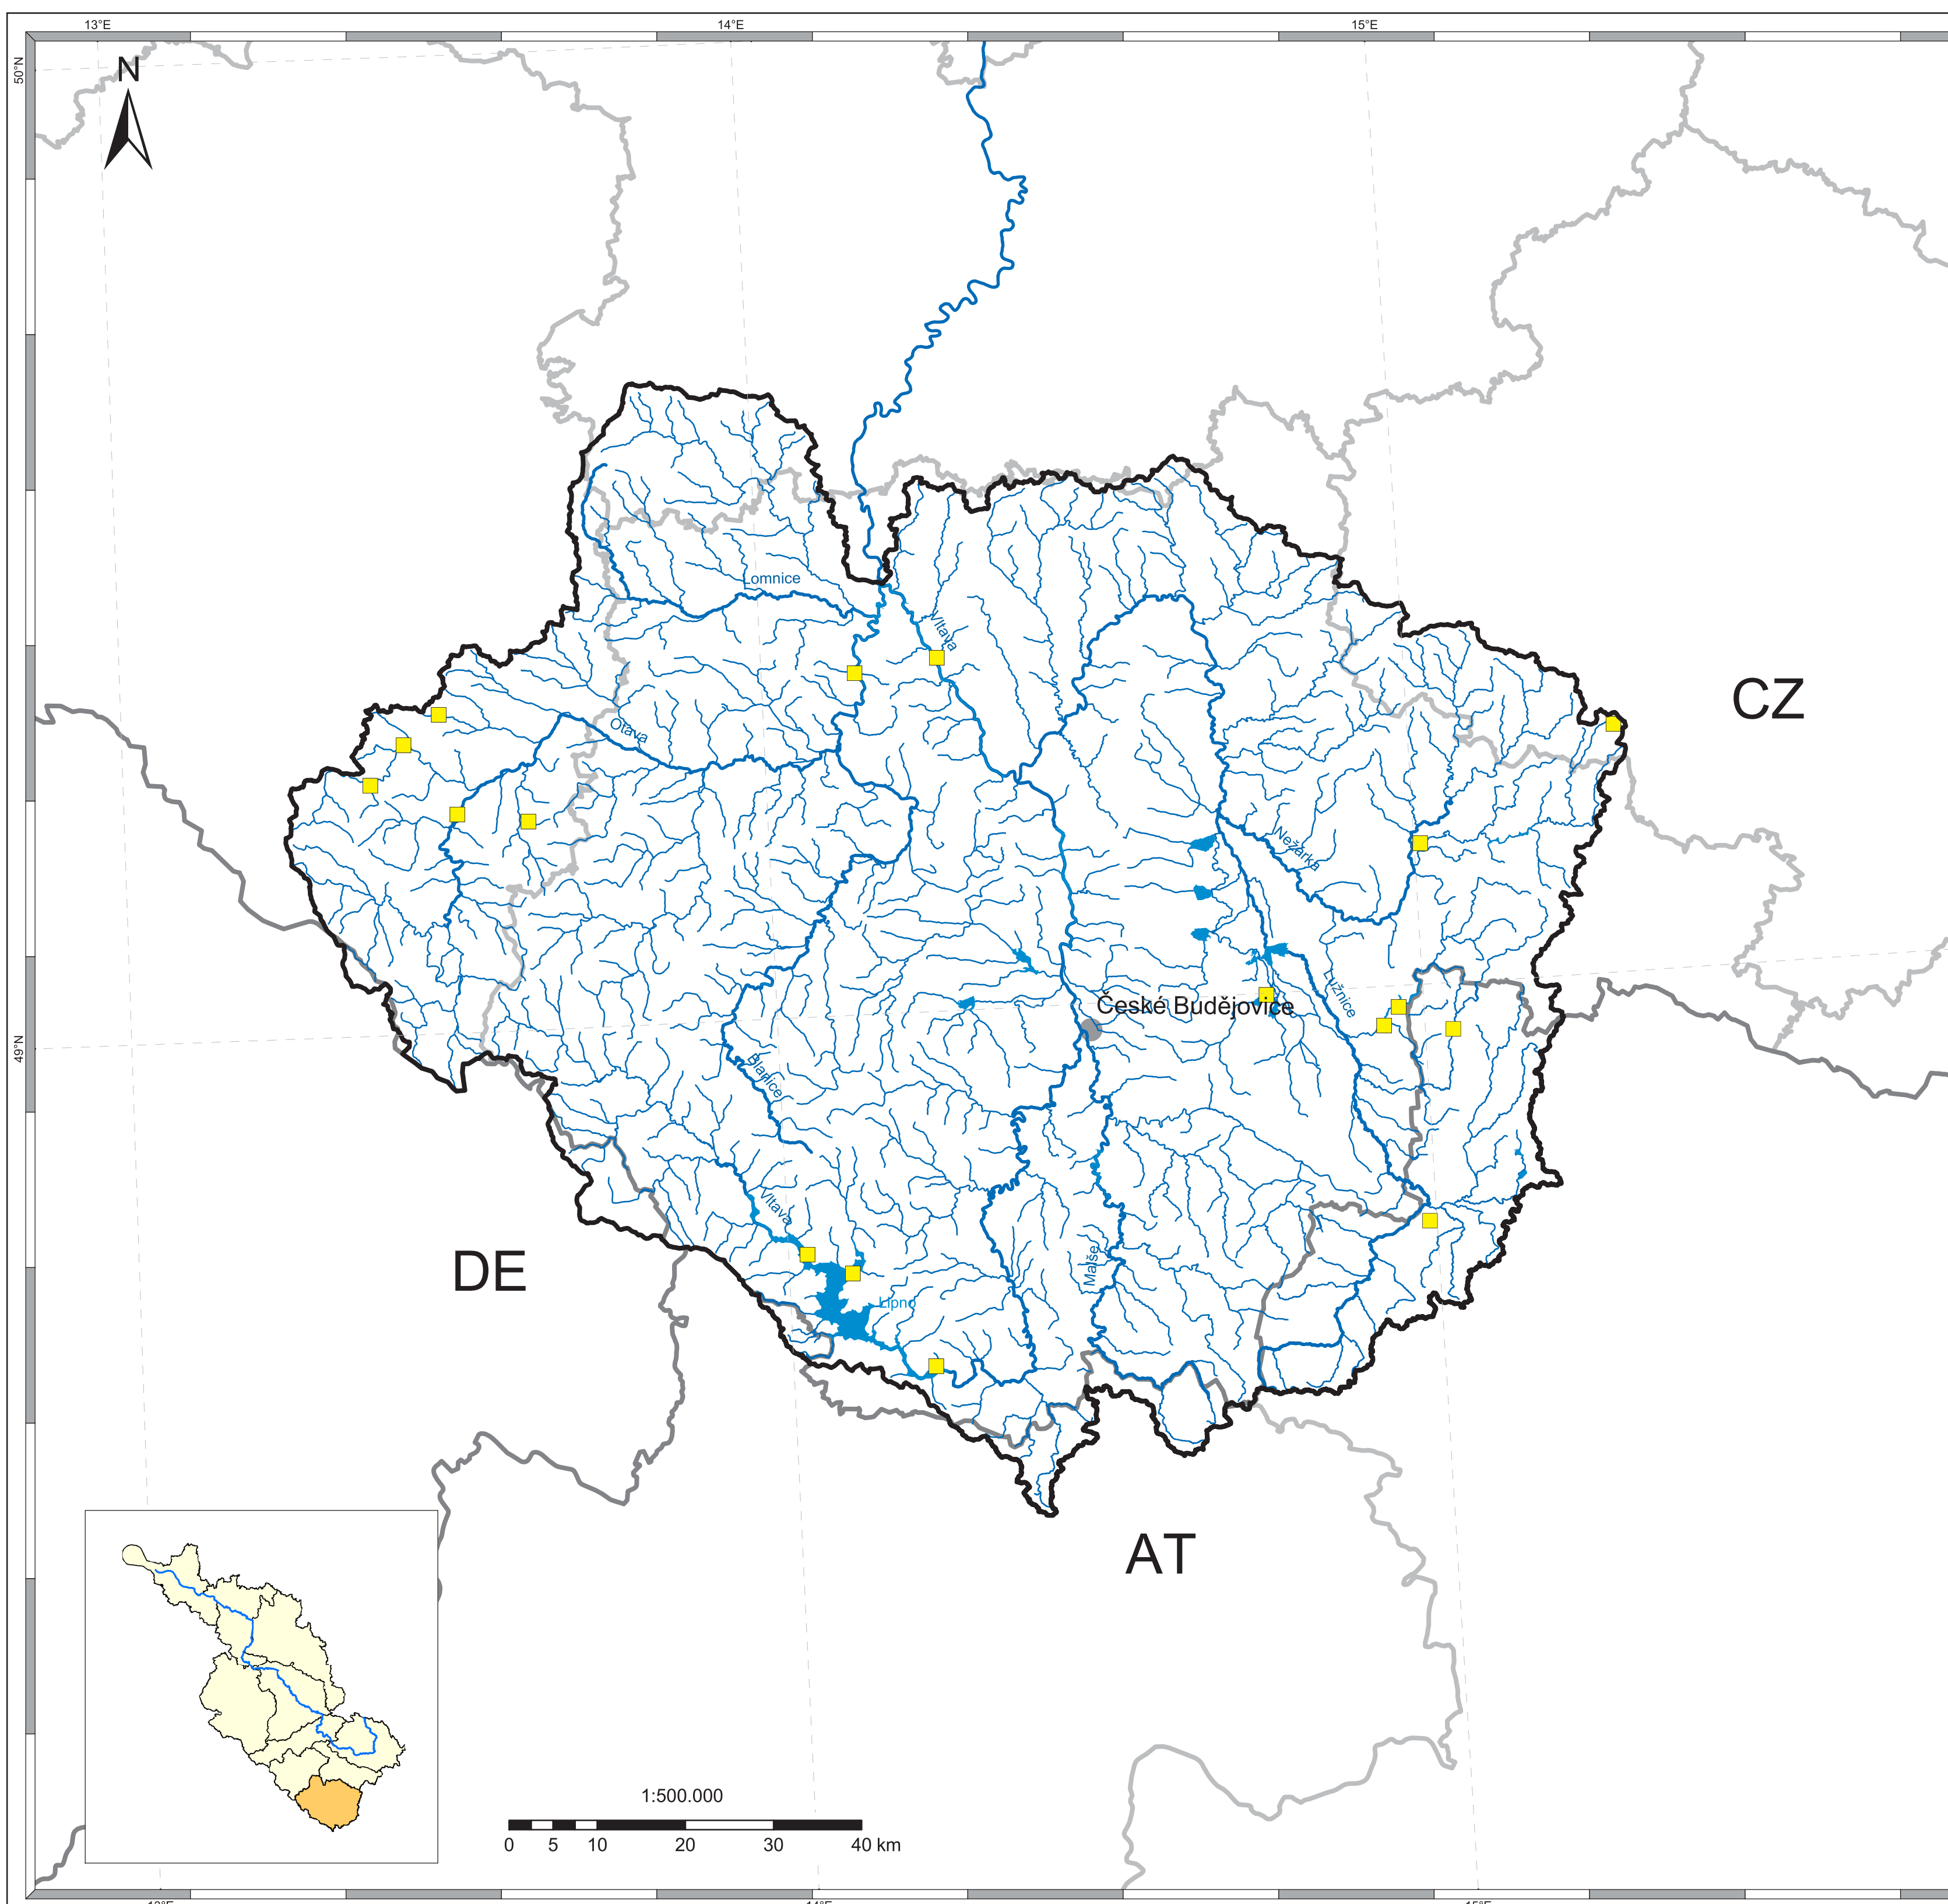 13°E
14°E
15°E
50°N
N
Lomnice
Vltava
CZ
Otava
Nežárka
České Budějovice
Lužnice
49°N
Blanice
Vltava
Malše
DE
Lipno
AT
1:500.000
0 5 10 20 30 40 km